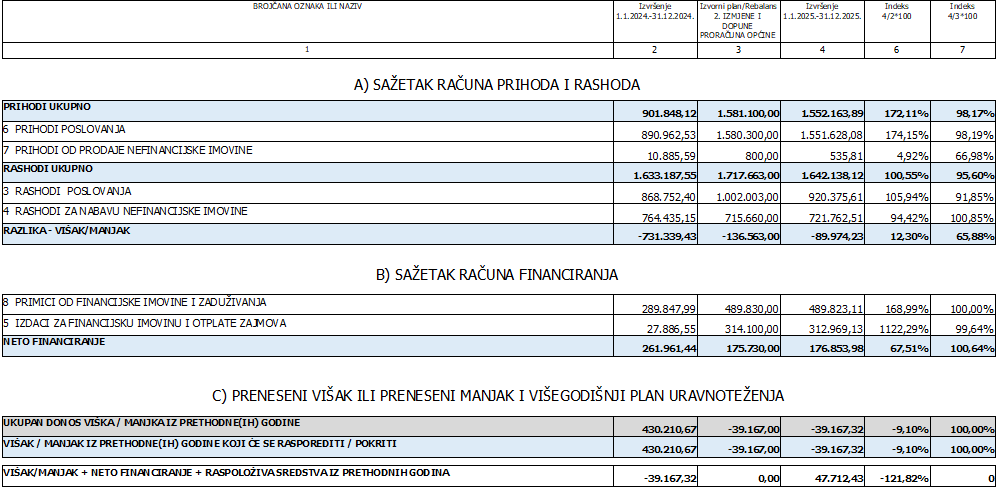 BROJČANA OZNAKA ILI NAZIV Izvršenje 1.1.2024.-31.12.2024. Izvorni plan/Rebalans 2. IZMJENE I DOPUNE PRORAČUNA OPĆINE Izvršenje 1.1.2025.-31.12.2025. Indeks 4/2*100 Indeks 4/3*100
1 2 3 4 6 7
A) SAŽETAK RAČUNA PRIHODA I RASHODA
PRIHODI UKUPNO 901.848,12 1.581.100,00 1.552.163,89 172,11% 98,17%
6 PRIHODI POSLOVANJA 890.962,53 1.580.300,00 1.551.628,08 174,15% 98,19%
7 PRIHODI OD PRODAJE NEFINANCIJSKE IMOVINE 10.885,59 800,00 535,81 4,92% 66,98%
RASHODI UKUPNO 1.633.187,55 1.717.663,00 1.642.138,12 100,55% 95,60%
3 RASHODI POSLOVANJA 868.752,40 1.002.003,00 920.375,61 105,94% 91,85%
4 RASHODI ZA NABAVU NEFINANCIJSKE IMOVINE 764.435,15 715.660,00 721.762,51 94,42% 100,85%
RAZLIKA - VIŠAK/MANJAK -731.339,43 -136.563,00 -89.974,23 12,30% 65,88%
B) SAŽETAK RAČUNA FINANCIRANJA
8 PRIMICI OD FINANCIJSKE IMOVINE I ZADUŽIVANJA 289.847,99 489.830,00 489.823,11 168,99% 100,00%
5 IZDACI ZA FINANCIJSKU IMOVINU I OTPLATE ZAJMOVA 27.886,55 314.100,00 312.969,13 1122,29% 99,64%
NETO FINANCIRANJE 261.961,44 175.730,00 176.853,98 67,51% 100,64%
C) PRENESENI VIŠAK ILI PRENESENI MANJAK I VIŠEGODIŠNJI PLAN URAVNOTEŽENJA
UKUPAN DONOS VIŠKA / MANJKA IZ PRETHODNE(IH) GODINE 430.210,67 -39.167,00 -39.167,32 -9,10% 100,00%
VIŠAK / MANJAK IZ PRETHODNE(IH) GODINE KOJI ĆE SE RASPOREDITI / POKRITI 430.210,67 -39.167,00 -39.167,32 -9,10% 100,00%
VIŠAK/MANJAK + NETO FINANCIRANJE + RASPOLOŽIVA SREDSTVA IZ PRETHODNIH GODINA -39.167,32 0,00 47.712,43 -121,82% 0